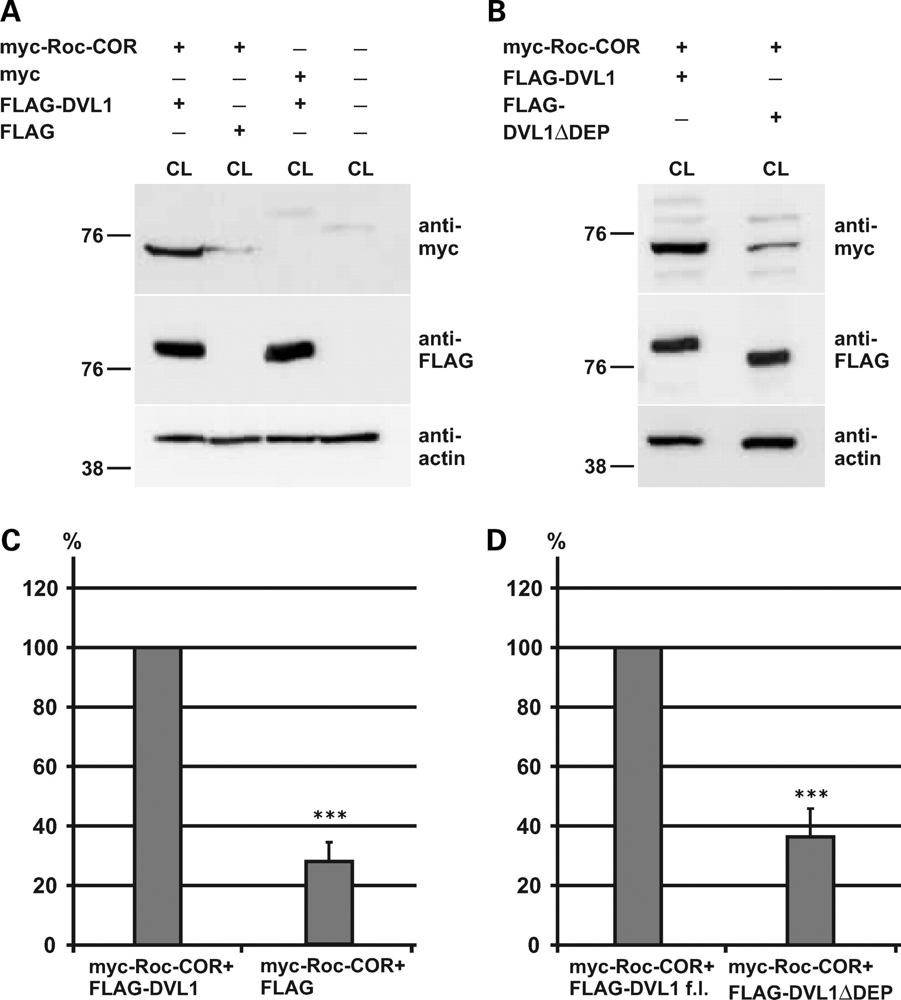 A
myc-Roc-COR + + – –
myc – – + –
FLAG-DVL1 + – + –
FLAG – + – –
CL CL CL CL
76
anti-
myc
76
anti-
FLAG
38
anti-
actin
B
myc-Roc-COR + +
FLAG-DVL1 + –
FLAG-
DVL1ΔDEP – +
CL CL
76
anti-
myc
76
anti-
FLAG
38
anti-
actin
C
%
120
100
80
60
40
20
0
***
myc-Roc-COR+
FLAG-DVL1
myc-Roc-COR+
FLAG
D
%
120
100
80
60
40
20
0
***
myc-Roc-COR+
FLAG-DVL1 f.l.
myc-Roc-COR+
FLAG-DVL1ΔDEP